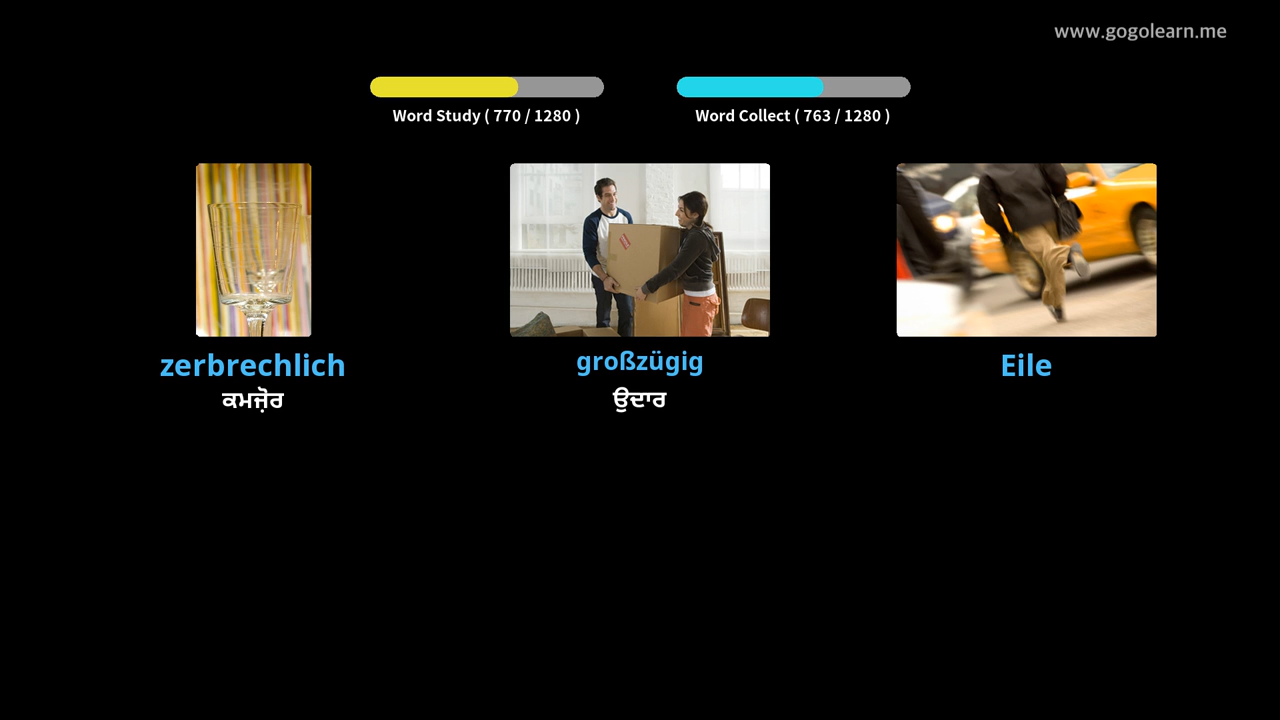 www.gogolearn.me
Word Study ( 770 / 1280 )
Word Collect ( 763 / 1280 )
zerbrechlich
großzügig
Eile
ਕਮਜ਼ੋਰ
ਉਦਾਰ